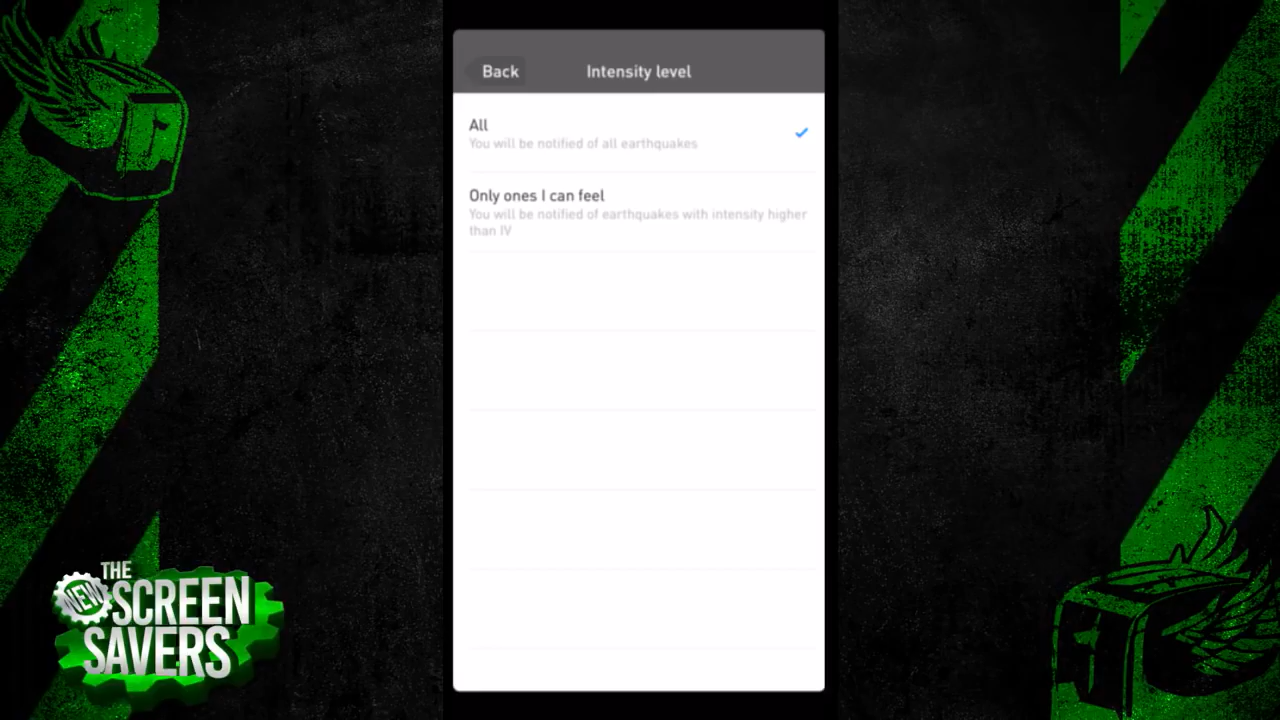 Back
Intensity level
All
You will be notified of all earthquakes
Only ones I can feel
You will be notified of earthquakes with intensity higher
than IV
THE
NEW
SCREEN
SAVERS